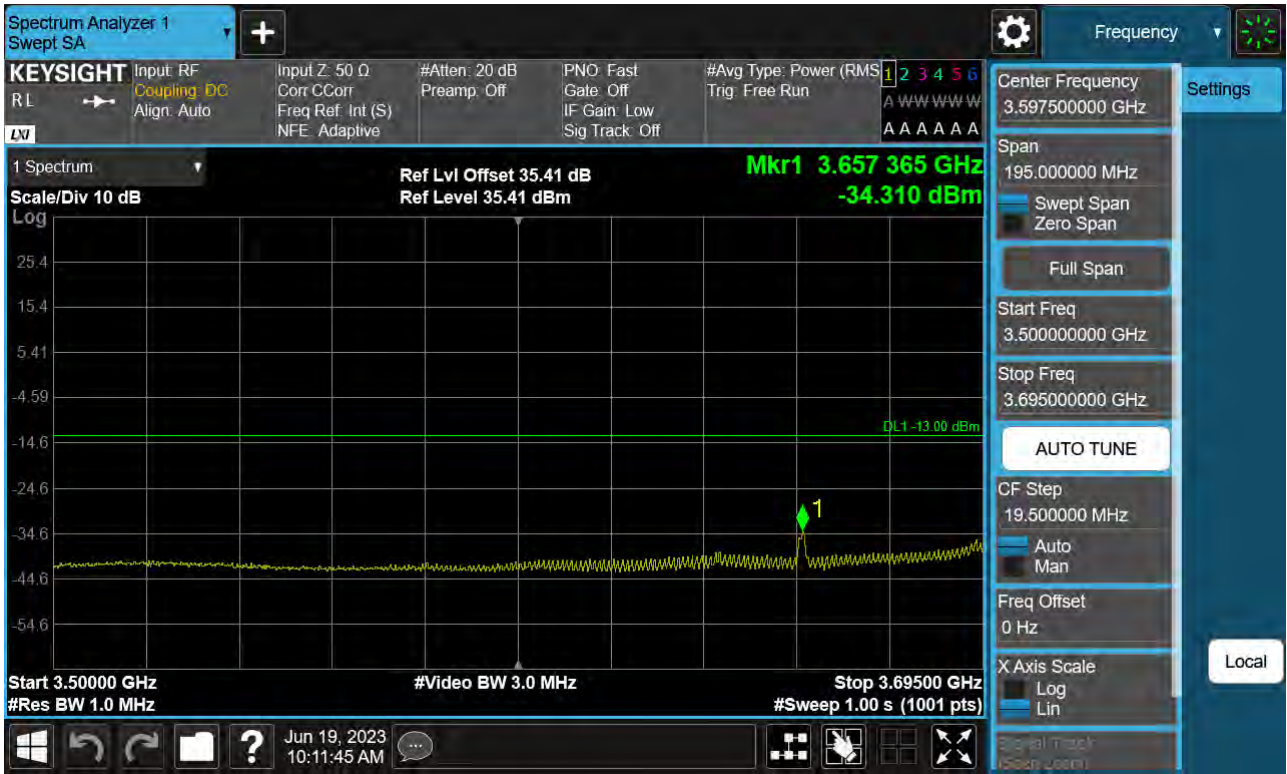 Spectrum Analyzer 1
Swept SA
+
Frequency
KEYSIGHT
RL
LXI
Input: RF
Coupling: DC
Align: Auto
Input Z: 50 Ω
Corr CCorr
Freq Ref: Int (S)
NFE: Adaptive
#Atten: 20 dB
Preamp: Off
PNO: Fast
Gate: Off
IF Gain: Low
Sig Track: Off
#Avg Type: Power (RMS
Trig: Free Run
1 2 3 4 5 6
A W W W W W
A A A A A A
1 Spectrum
Scale/Div 10 dB
Log
Ref Lvl Offset 35.41 dB
Ref Level 35.41 dBm
Mkr1 3.657 365 GHz
-34.310 dBm
25.4
15.4
5.41
-4.59
-14.6
-24.6
-34.6
-44.6
-54.6
DL1 -13.00 dBm
1
Start 3.50000 GHz
#Res BW 1.0 MHz
#Video BW 3.0 MHz
Stop 3.69500 GHz
#Sweep 1.00 s (1001 pts)
Center Frequency
3.597500000 GHz
Span
195.000000 MHz
Swept Span
Zero Span
Full Span
Start Freq
3.500000000 GHz
Stop Freq
3.695000000 GHz
AUTO TUNE
CF Step
19.500000 MHz
Auto
Man
Freq Offset
0 Hz
X Axis Scale
Log
Lin
Signal Track
(Span Zoom)
Settings
Local
?
Jun 19, 2023
10:11:45 AM